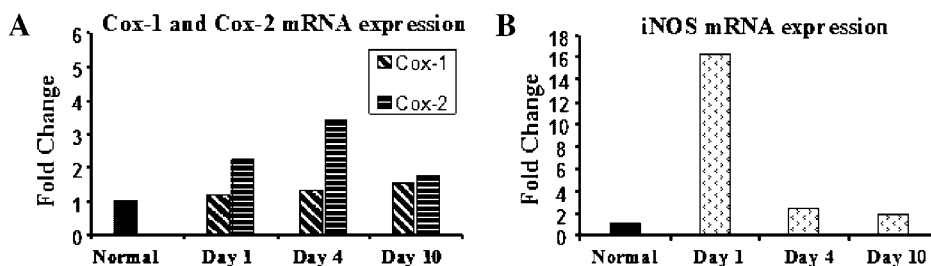 A
Cox-1 and Cox-2 mRNA expression
Fold Change
6
5
4
3
2
1
0
Cox-1
Cox-2
Normal Day 1 Day 4 Day 10
B
iNOS mRNA expression
Fold Change
18
16
14
12
10
8
6
4
2
0
Normal Day 1 Day 4 Day 10